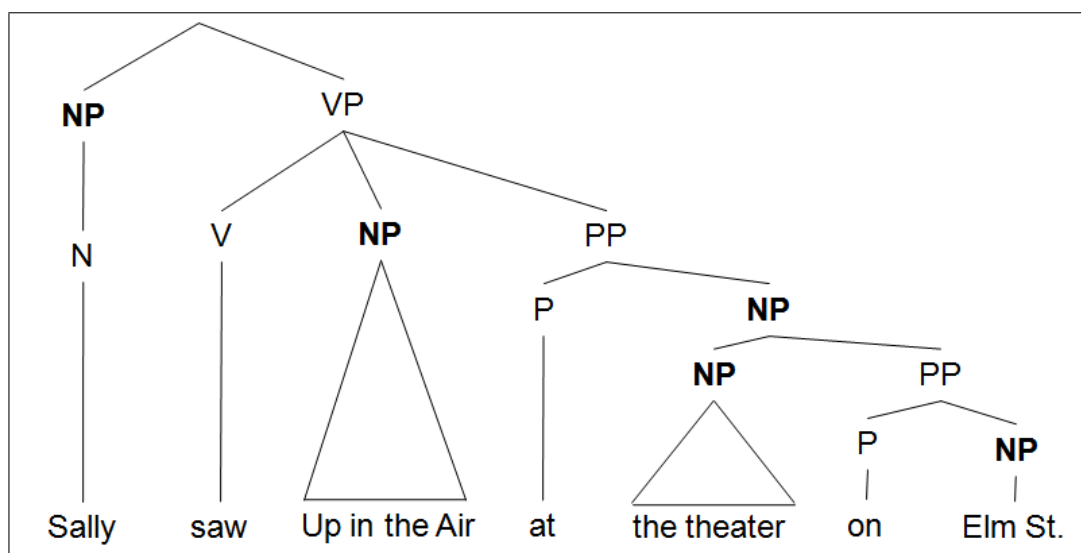 NP VP
V NP PP
N
P NP
NP PP
P NP
Sally saw Up in the Air at the theater on Elm St.